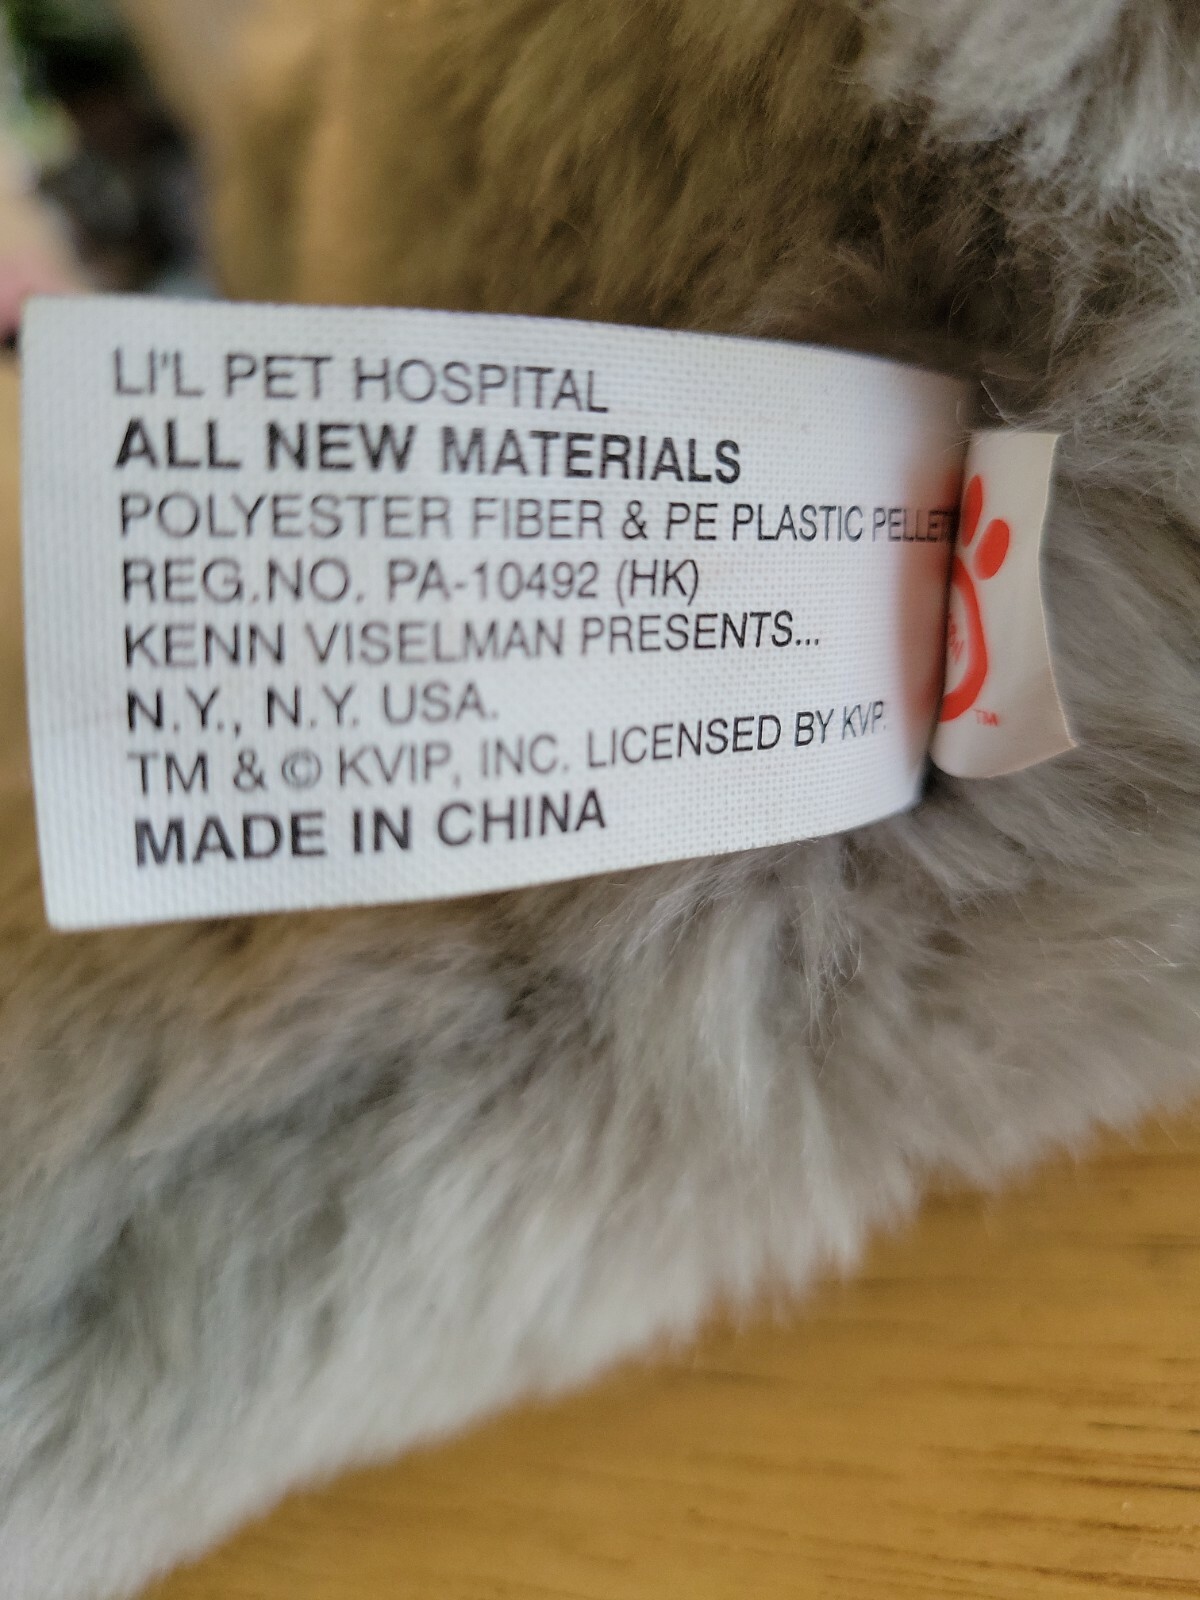 LI'L PET HOSPITAL
ALL NEW MATERIALS
POLYESTER FIBER & PE PLASTIC
REG.NO. PA-10492 (HK)
KENN VISELMAN PRESENTS...
N.Y., N.Y. USA.
TM & © KVIP, INC. LICENSED BY KVP.
MADE IN CHINA
TM